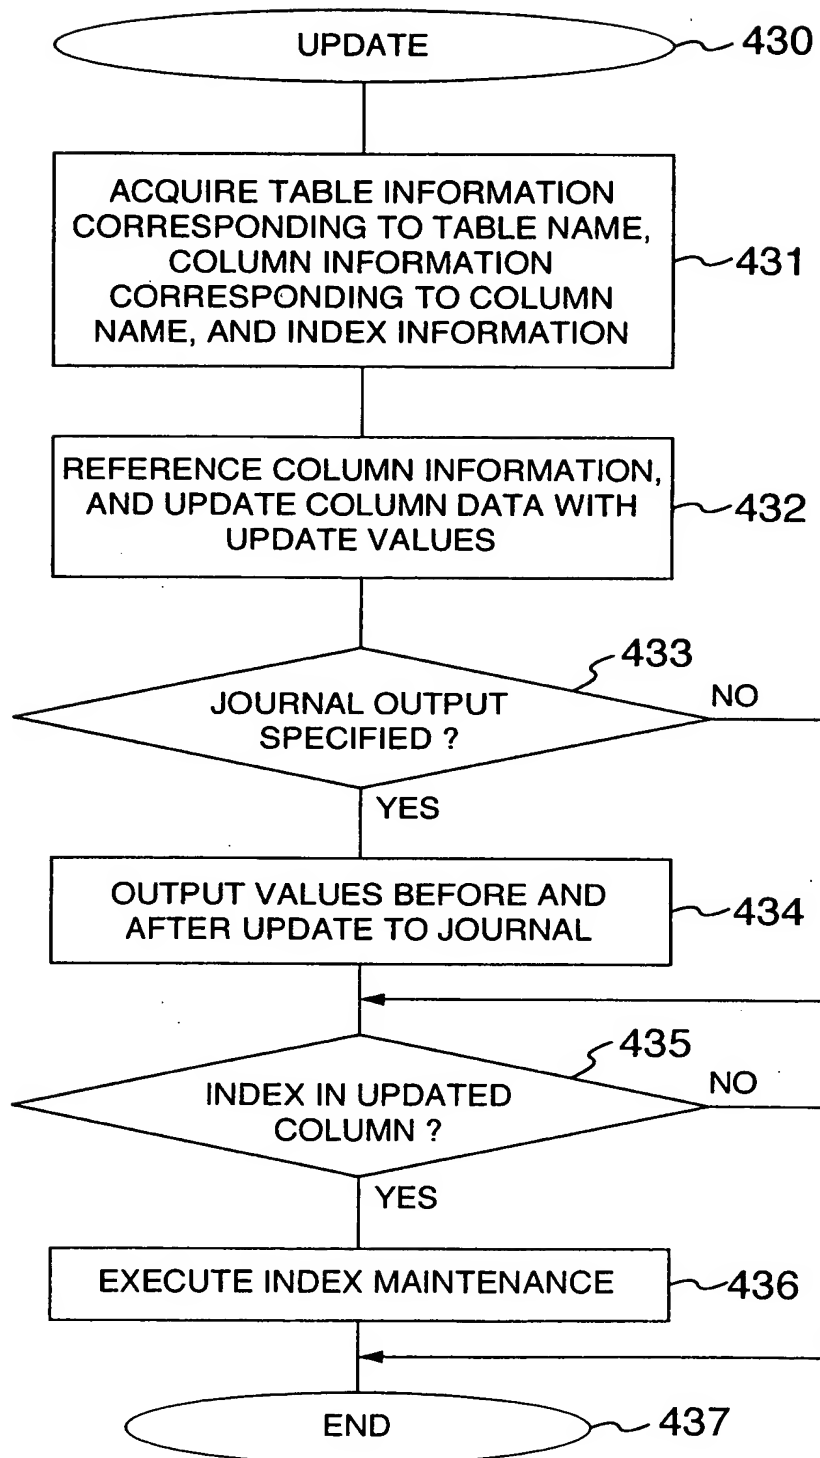 UPDATE
430
ACQUIRE TABLE INFORMATION
CORRESPONDING TO TABLE NAME,
COLUMN INFORMATION
CORRESPONDING TO COLUMN
NAME, AND INDEX INFORMATION
431
REFERENCE COLUMN INFORMATION,
AND UPDATE COLUMN DATA WITH
UPDATE VALUES
432
433
JOURNAL OUTPUT
SPECIFIED ?
NO
YES
OUTPUT VALUES BEFORE AND
AFTER UPDATE TO JOURNAL
434
435
INDEX IN UPDATED
COLUMN ?
NO
YES
EXECUTE INDEX MAINTENANCE
436
END
437